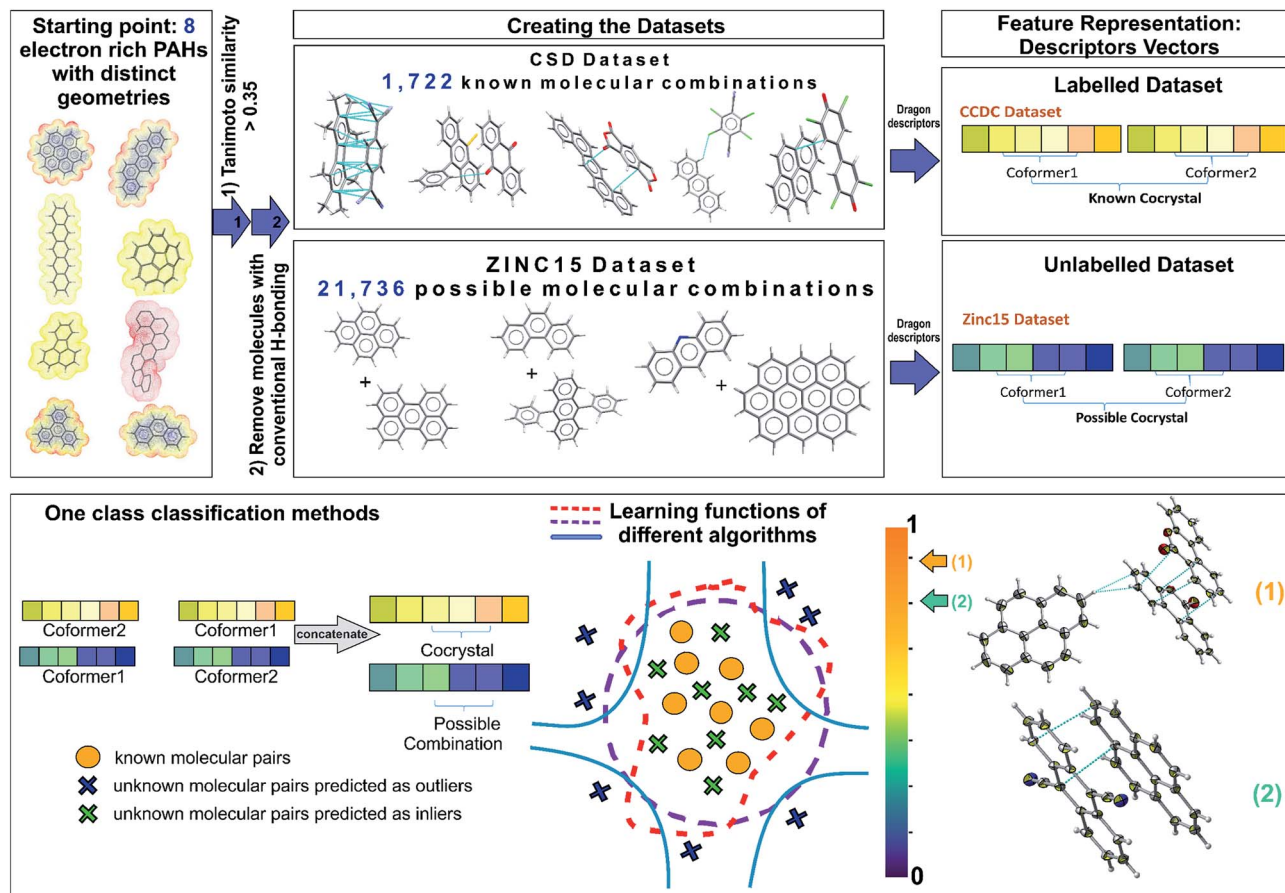 Starting point: 8
electron rich PAHs
with distinct
geometries
1) Tanimoto similarity
> 0.35
1
2
2) Remove molecules with
conventional H-bonding
Creating the Datasets
CSD Dataset
1,722 known molecular combinations
ZINC15 Dataset
21,736 possible molecular combinations
+
+
+
Dragon
descriptors
Dragon
descriptors
Feature Representation:
Descriptors Vectors
Labelled Dataset
CCDC Dataset
Coformer1
Coformer2
Known Cocrystal
Unlabelled Dataset
Zinc15 Dataset
Coformer1
Coformer2
Possible Cocrystal
One class classification methods
Coformer2
Coformer1
Coformer1
Coformer2
concatenate
Cocrystal
Possible
Combination
known molecular pairs
unknown molecular pairs predicted as outliers
unknown molecular pairs predicted as inliers
Learning functions of
different algorithms
1
(1)
(2)
0
(1)
(2)